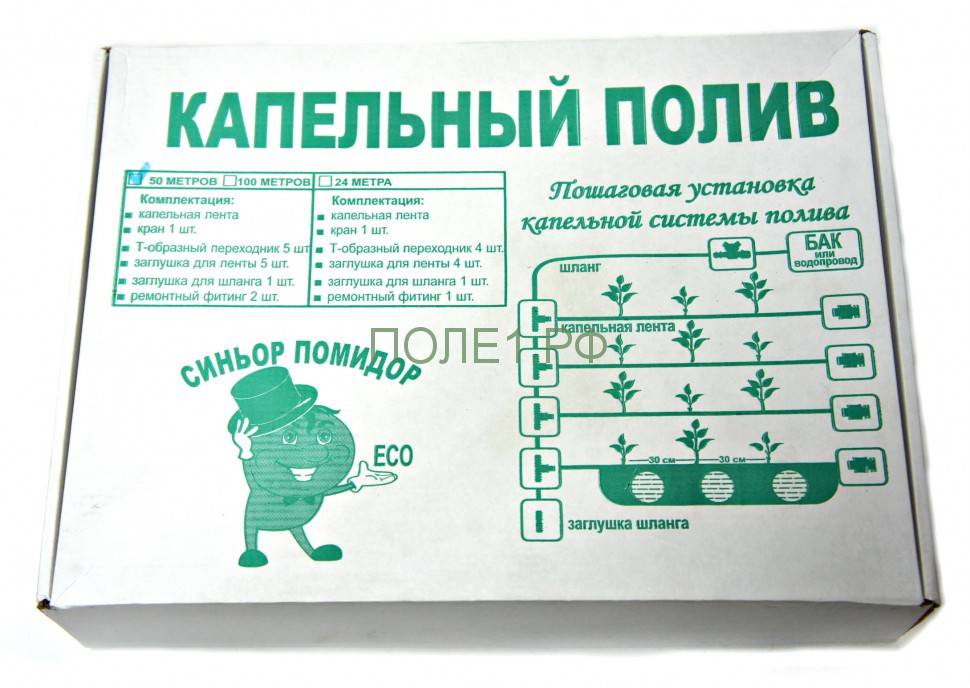 КАПЕЛЬНЫЙ ПОЛИВ
50 МЕТРОВ 100 МЕТРОВ 24 МЕТРА
Комплектация:
капельная лента
кран 1 шт.
Т-образный переходник 5 шт.
заглушка для ленты 5 шт.
заглушка для шланга 1 шт.
ремонтный фитинг 2 шт.
Комплектация:
капельная лента
кран 1 шт.
Т-образный переходник 4 шт.
заглушка для ленты 4 шт.
заглушка для шланга 1 шт.
ремонтный фитинг 1 шт.
Пошаговая установка
капельной системы полива
БАК
или
водопровод
шланг
капельная лента
30 см 30 см
заглушка шланга
ПОЛЕ1.РФ
СИНЬОР ПОМИДОР
ECO